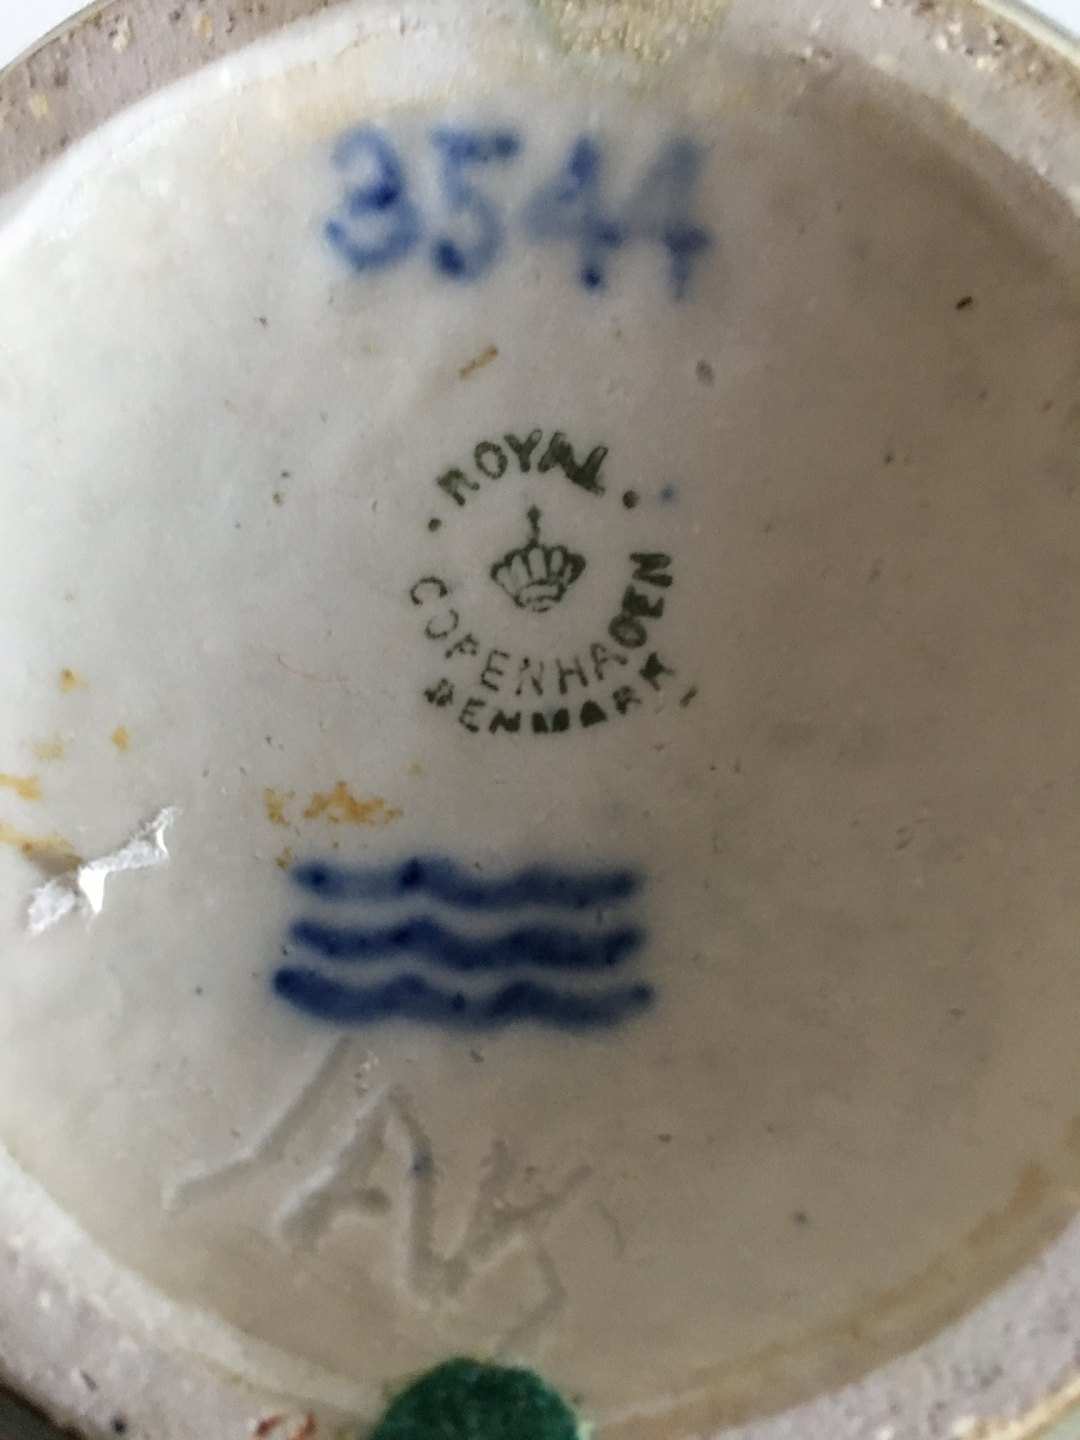 3544
ROYAL
COPENHAGEN
DENMARK